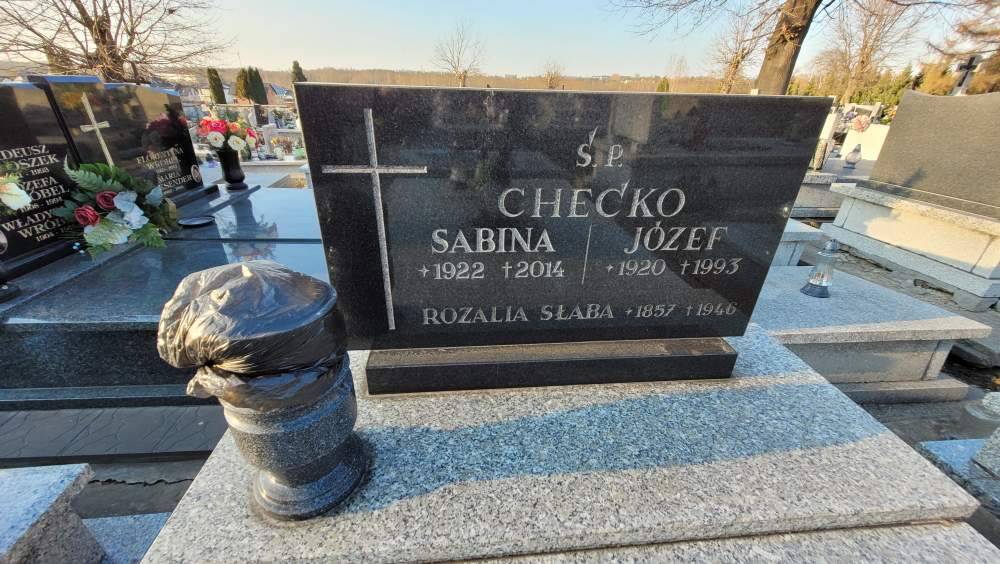 Ś.P.
CHEĆKO
SABINA
*1922 †2014
JÓZEF
*1920 †1993
ROZALIA SŁABA *1857 †1946